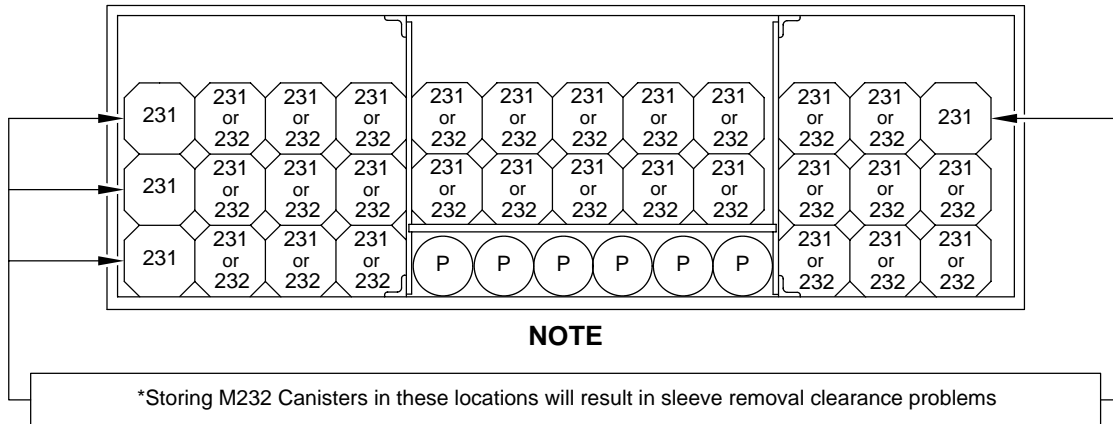 231 231 231 231 231 231 231 231 231 231
231 or or or or or or or or or or 231
232 232 232 232 232 232 232 232 232 232
231 231 231 231 231 231 231 231 231 231 231
231 or or or or or or or or or or or
232 232 232 232 232 232 232 232 232 232 232
231 231 231 231 231 231
231 or or or P P P P P P or or or
232 232 232 232 232 232
NOTE
*Storing M232 Canisters in these locations will result in sleeve removal clearance problems